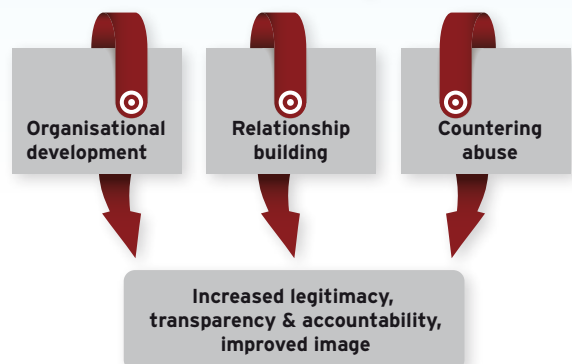 Organisational
development
Relationship
building
Countering
abuse
Increased legitimacy,
transparency & accountability,
improved image